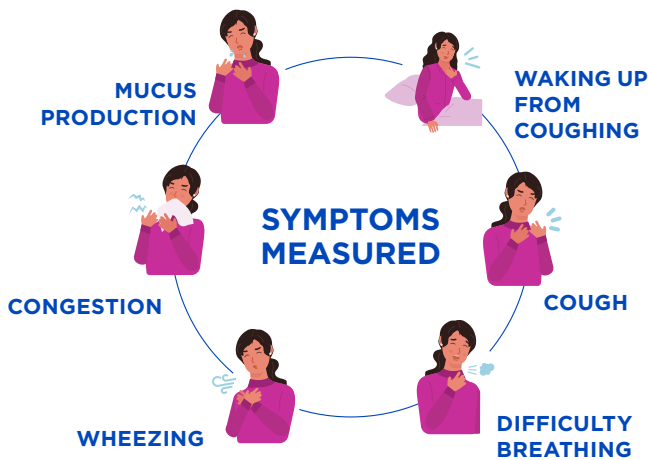 MUCUS
PRODUCTION
WAKING UP
FROM
COUGHING
SYMPTOMS
MEASURED
CONGESTION
COUGH
WHEEZING
DIFFICULTY
BREATHING